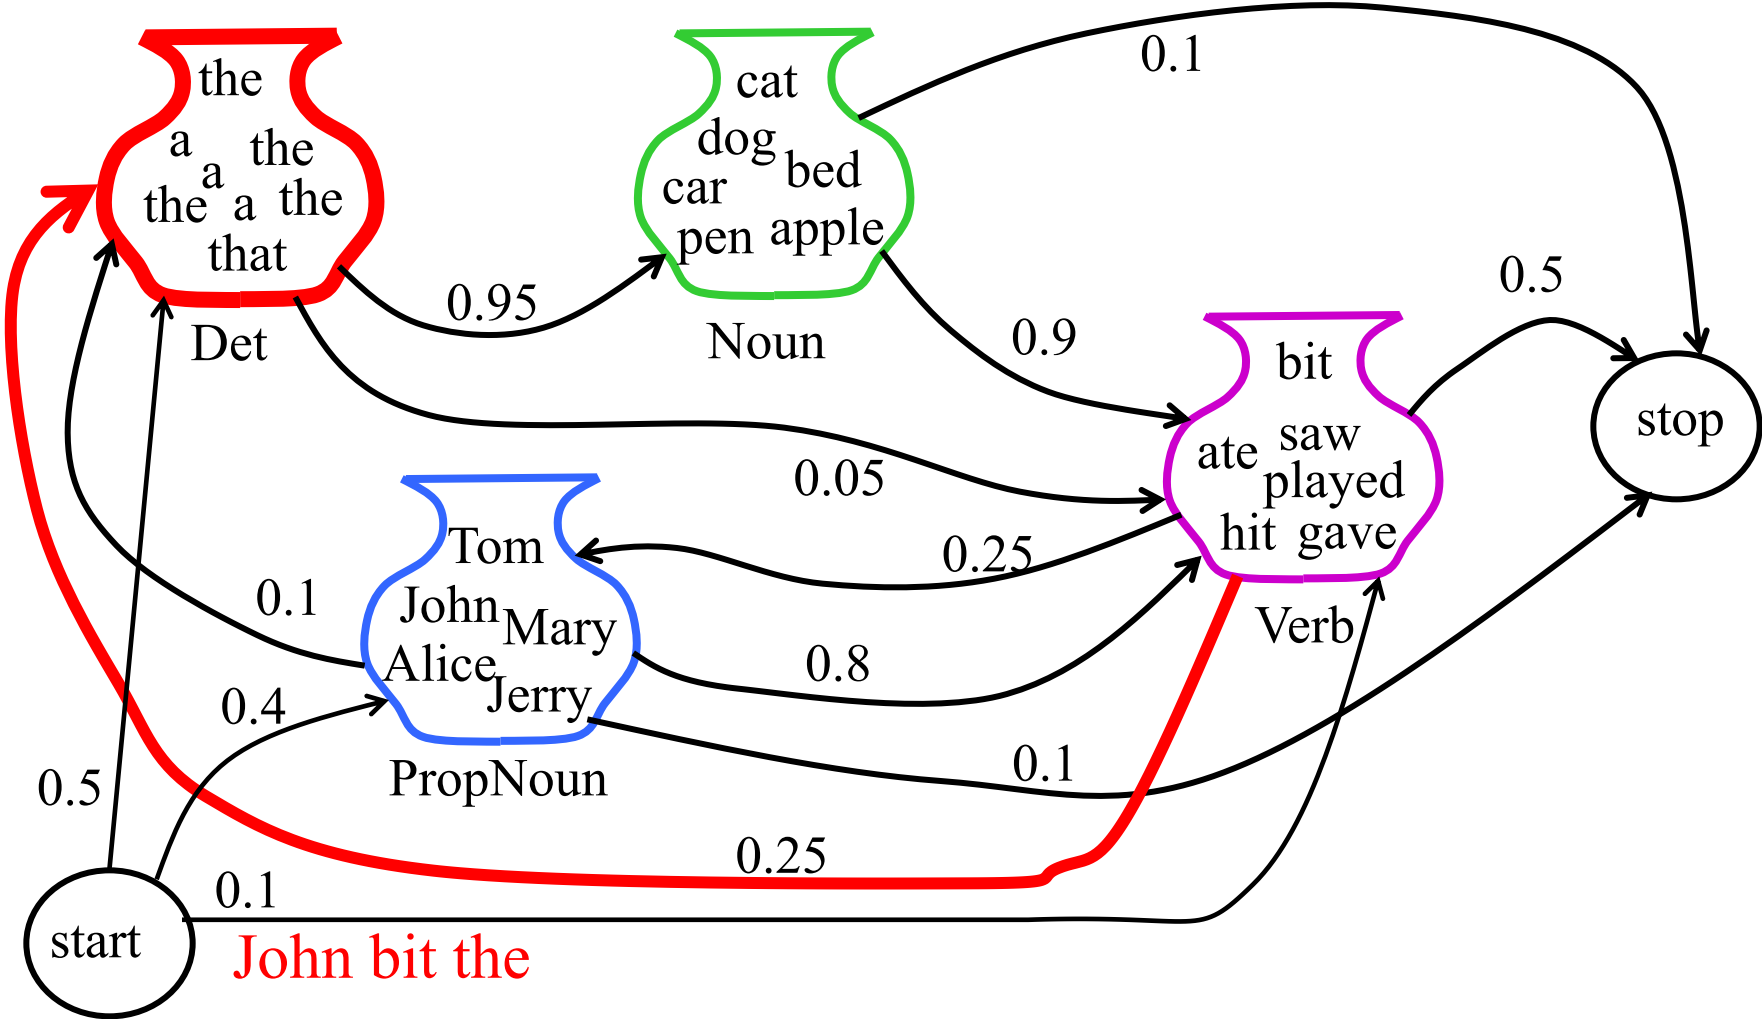 the
a
the
a
the a the
that
Det
cat
dog
bed
car
pen apple
Noun
0.1
0.95
0.9
0.5
bit
saw
ate
played
hit gave
Verb
stop
0.05
0.25
Tom
John
Mary
Alice
Jerry
PropNoun
0.1
0.8
0.4
0.1
0.5
0.25
0.1
start
John bit the